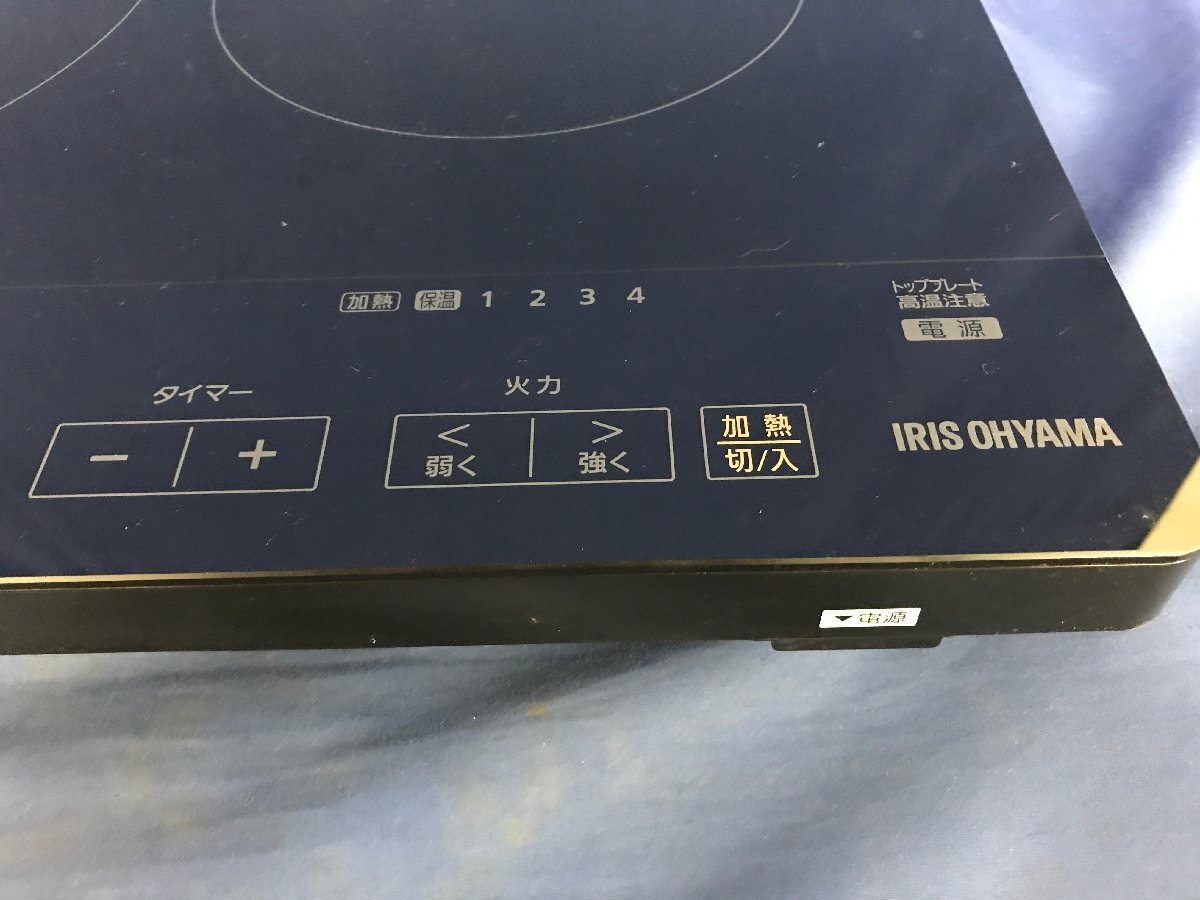 加熱 保温 1 2 3 4
トッププレート
高温注意
電源
タイマー
− +
火力
< >
弱く 強く
加熱
切/入
IRIS OHYAMA
▼電源